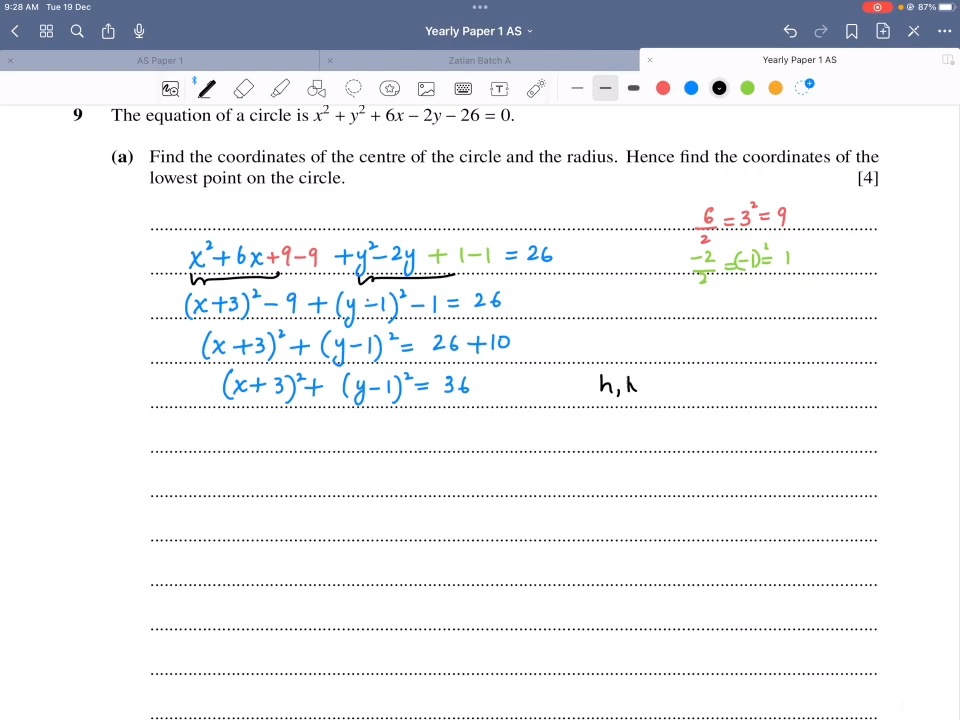 9:28 AM Tue 19 Dec
87%
Yearly Paper 1 AS
AS Paper 1
Zatian Batch A
Yearly Paper 1 AS
9 The equation of a circle is x² + y² + 6x − 2y − 26 = 0.
(a) Find the coordinates of the centre of the circle and the radius. Hence find the coordinates of the
lowest point on the circle. [4]
6/2 = 3² = 9
x² + 6x + 9 − 9 + y² − 2y + 1 − 1 = 26
−2/2 = (−1)² = 1
(x+3)² − 9 + (y−1)² − 1 = 26
(x+3)² + (y−1)² = 26 + 10
(x+3)² + (y−1)² = 36
h,